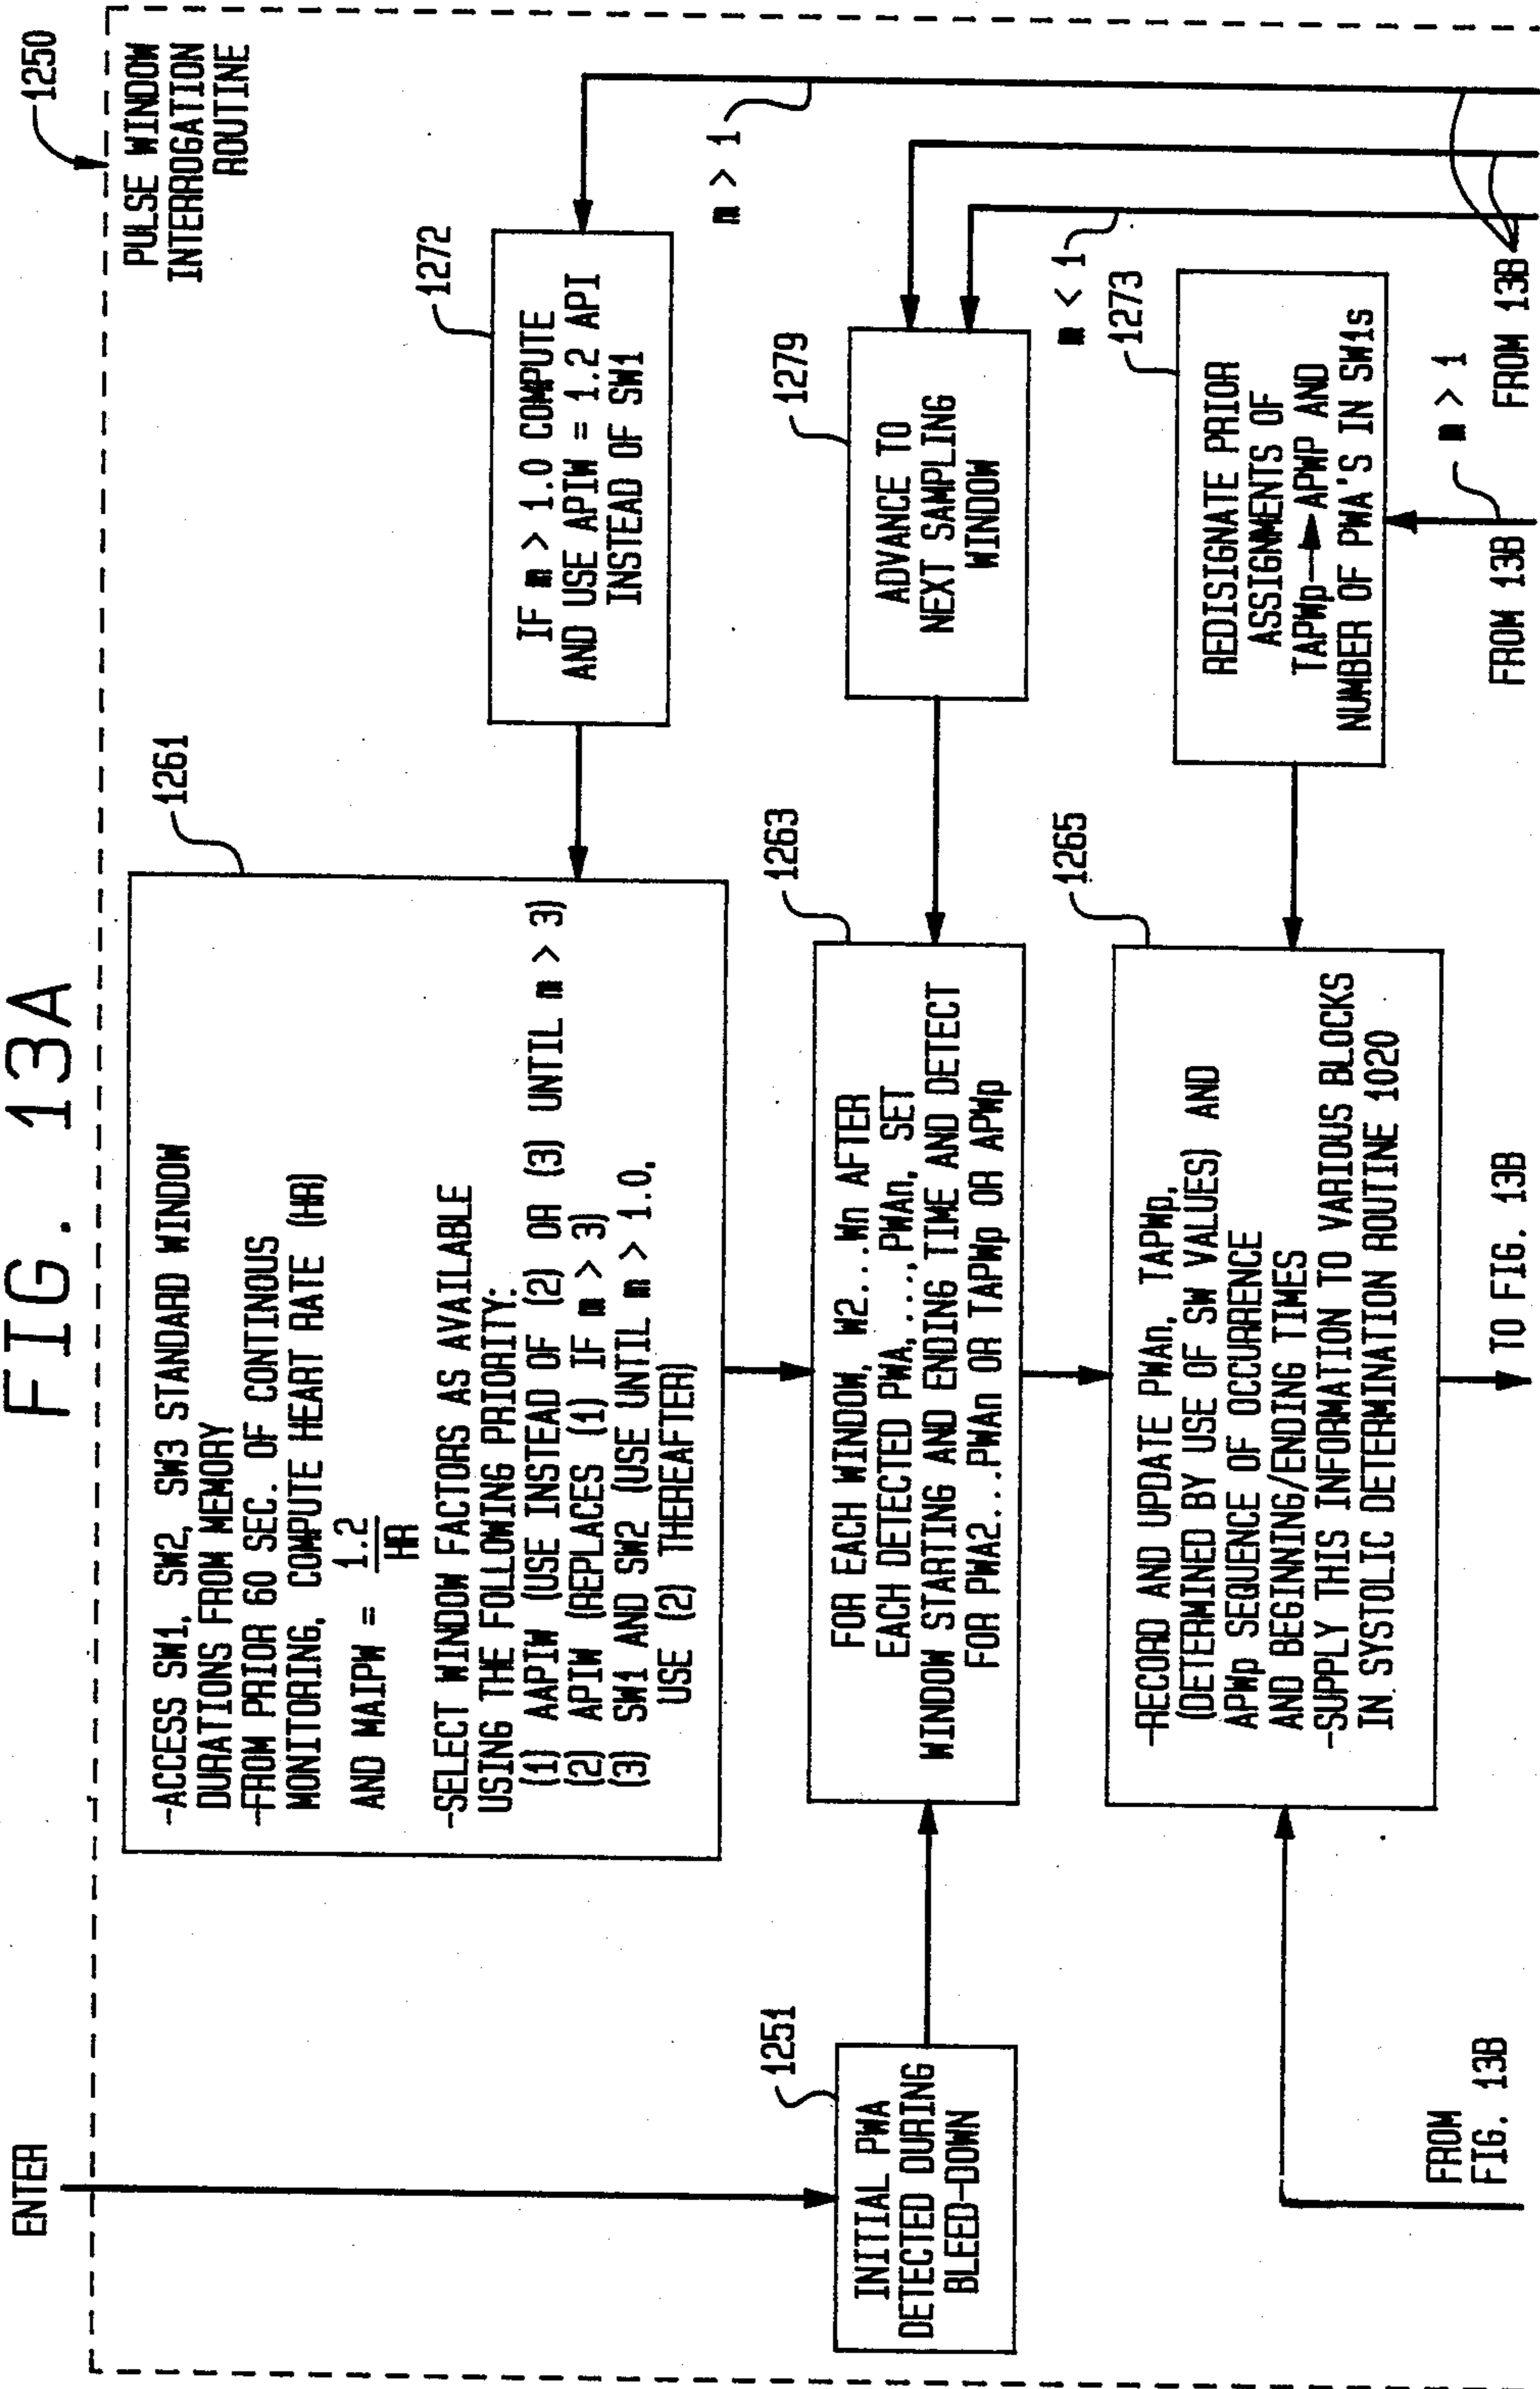 FIG. 13A
ENTER
1250
PULSE WINDOW
INTERROGATION
ROUTINE
1261
-ACCESS SW1, SW2, SW3 STANDARD WINDOW
DURATIONS FROM MEMORY
-FROM PRIOR 60 SEC. OF CONTINOUS
MONITORING, COMPUTE HEART RATE (HR)
AND MAIPW = 1.2
HR
-SELECT WINDOW FACTORS AS AVAILABLE
USING THE FOLLOWING PRIORITY:
(1) AAPIW (USE INSTEAD OF (2) OR (3) UNTIL m > 3)
(2) APIW (REPLACES (1) IF m > 3)
(3) SW1 AND SW2 (USE UNTIL m > 1.0,
USE (2) THEREAFTER)
1272
IF m > 1.0 COMPUTE
AND USE APIW = 1.2 API
INSTEAD OF SW1
m > 1
1251
INITIAL PWA
DETECTED DURING
BLEED-DOWN
1263
FOR EACH WINDOW, W2...Wn AFTER
EACH DETECTED PWA,...,PWAn, SET
WINDOW STARTING AND ENDING TIME AND DETECT
FOR PWA2...PWAn OR TAPWp OR APWp
1279
ADVANCE TO
NEXT SAMPLING
WINDOW
m < 1
1265
-RECORD AND UPDATE PWAn, TAPWp,
(DETERMINED BY USE OF SW VALUES) AND
APWp SEQUENCE OF OCCURRENCE
AND BEGINNING/ENDING TIMES
-SUPPLY THIS INFORMATION TO VARIOUS BLOCKS
IN SYSTOLIC DETERMINATION ROUTINE 1020
1273
REDISIGNATE PRIOR
ASSIGNMENTS OF
TAPWp → APWP AND
NUMBER OF PWA'S IN SW1s
m > 1
FROM
FIG. 13B
TO FIG. 13B
FROM 13B
FROM 13B